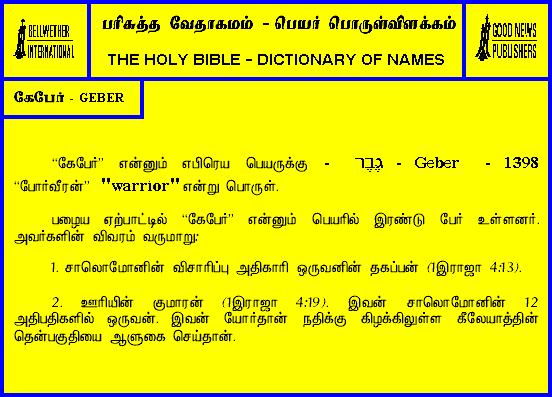 BELLWETHER
INTERNATIONAL
பரிசுத்த வேதாகமம் - பெயர் பொருள்விளக்கம்
THE HOLY BIBLE - DICTIONARY OF NAMES
GOOD NEWS
PUBLISHERS
கேபேர் - GEBER
“கேபேர்” என்னும் எபிரெய பெயருக்கு - גֶּבֶר - Geber - 1398
“போர்வீரன்” "warrior" என்று பொருள்.
பழைய ஏற்பாட்டில் “கேபேர்” என்னும் பெயரில் இரண்டு பேர் உள்ளனர்.
அவர்களின் விவரம் வருமாறு:
1. சாலொமோனின் விசாரிப்பு அதிகாரி ஒருவனின் தகப்பன் (1இராஜா 4:13).
2. ஊரியின் குமாரன் (1இராஜா 4:19). இவன் சாலொமோனின் 12
அதிபதிகளில் ஒருவன். இவன் யோர்தான் நதிக்கு கிழக்கிலுள்ள கீலேயாத்தின்
தென்பகுதியை ஆளுகை செய்தான்.